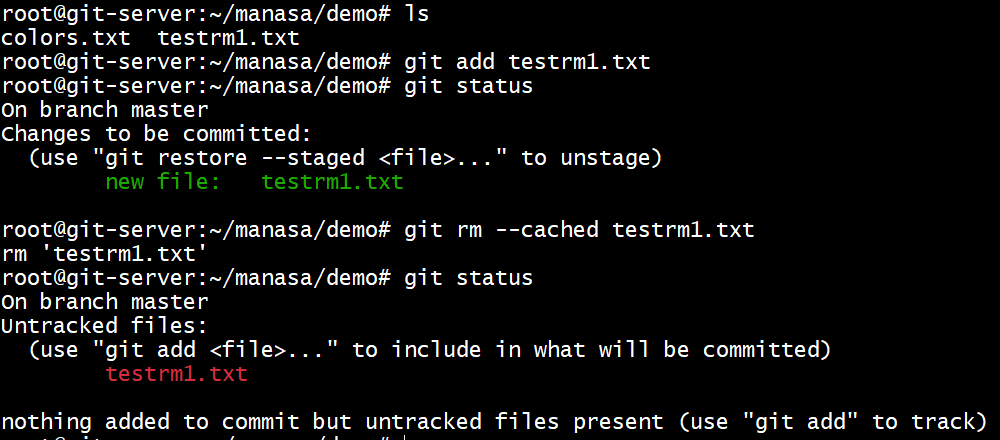 root@git-server:~/manasa/demo# ls
colors.txt  testrm1.txt
root@git-server:~/manasa/demo# git add testrm1.txt
root@git-server:~/manasa/demo# git status
On branch master
Changes to be committed:
  (use "git restore --staged <file>..." to unstage)
        new file:   testrm1.txt

root@git-server:~/manasa/demo# git rm --cached testrm1.txt
rm 'testrm1.txt'
root@git-server:~/manasa/demo# git status
On branch master
Untracked files:
  (use "git add <file>..." to include in what will be committed)
        testrm1.txt

nothing added to commit but untracked files present (use "git add" to track)
root@git-server:~/manasa/demo#